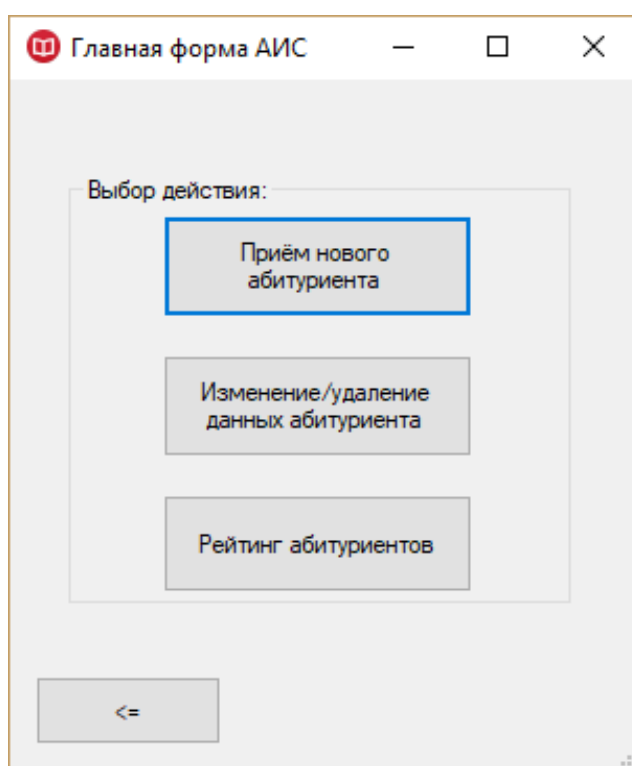 Главная форма АИС
Выбор действия:
Приём нового
абитуриента
Изменение/удаление
данных абитуриента
Рейтинг абитуриентов
<=